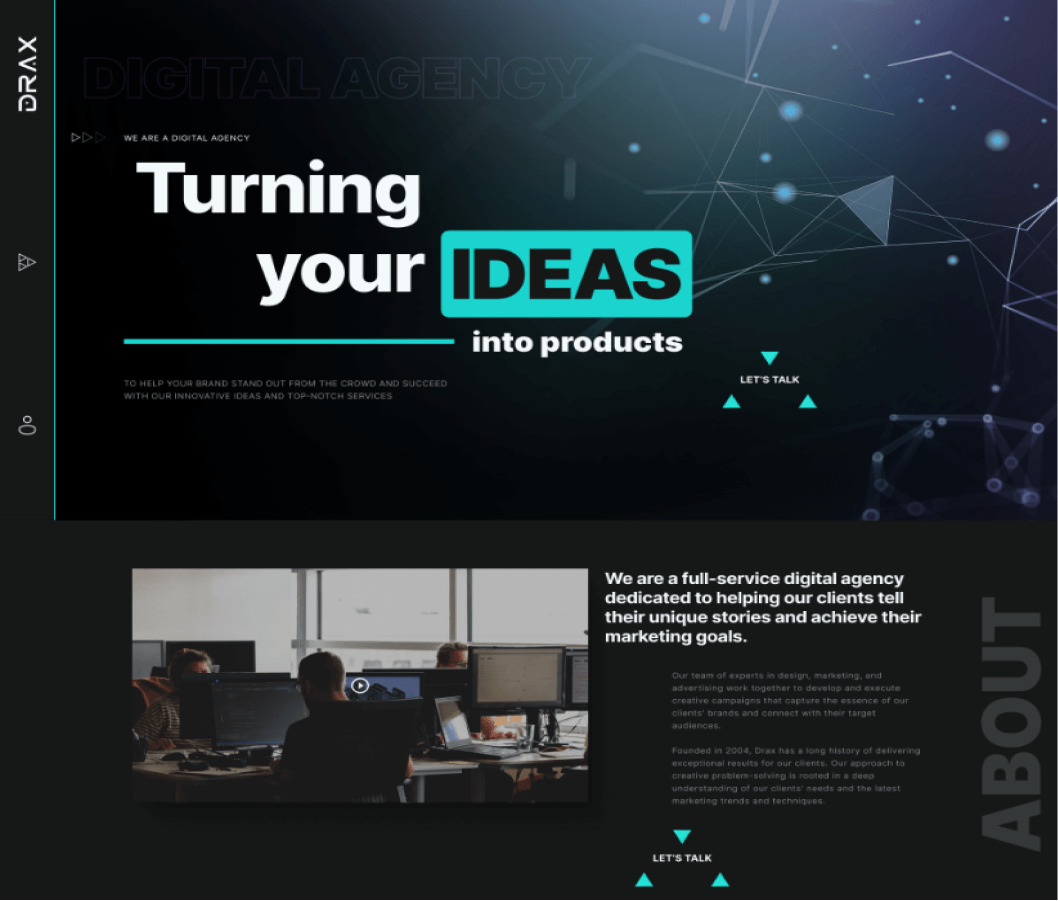 DRAX
DIGITAL AGENCY
WE ARE A DIGITAL AGENCY
Turning
your IDEAS
into products
TO HELP YOUR BRAND STAND OUT FROM THE CROWD AND SUCCEED
WITH OUR INNOVATIVE IDEAS AND TOP-NOTCH SERVICES
LET'S TALK
We are a full-service digital agency
dedicated to helping our clients tell
their unique stories and achieve their
marketing goals.
Our team of experts in design, marketing, and
advertising work together to develop and execute
creative campaigns that capture the essence of our
clients' brands and connect with their target
audiences.
Founded in 2004, Drax has a long history of delivering
exceptional results for our clients. Our approach to
creative problem-solving is rooted in a deep
understanding of our clients' needs and the latest
marketing trends and techniques.
LET'S TALK
ABOUT